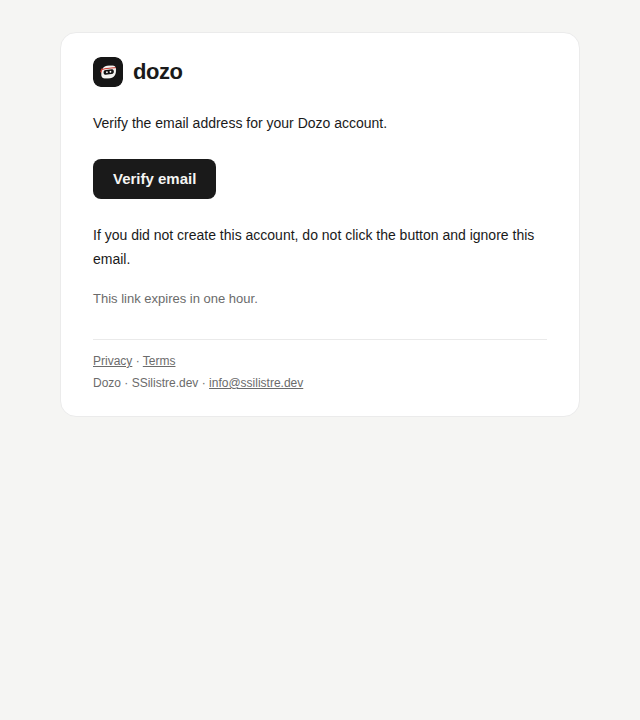 dozo
Verify the email address for your Dozo account.
Verify email
If you did not create this account, do not click the button and ignore this
email.
This link expires in one hour.
Privacy · Terms
Dozo · SSilistre.dev · info@ssilistre.dev